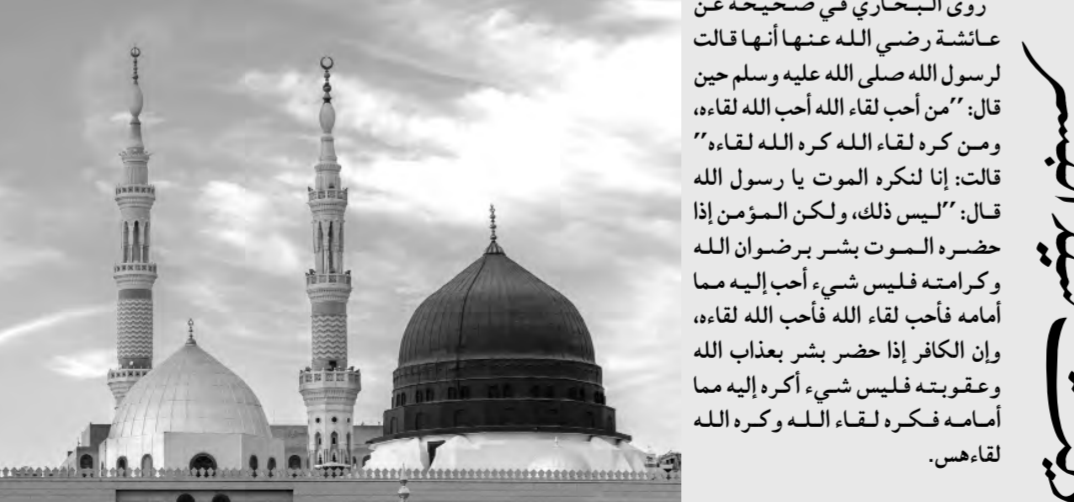 روى البخاري في صحيحه عن
عائشة رضي الله عنها أنها قالت
لرسول الله صلى الله عليه وسلم حين
قال: ’’من أحب لقاء الله أحب الله لقاءه،
ومن كره لقاء الله كره الله لقاءه’’
قالت: إنا لنكره الموت يا رسول الله
قال: ’’ليس ذلك، ولكن المؤمن إذا
حضره الموت بشر برضوان الله
وكرامته فليس شيء أحب إليه مما
أمامه فأحب لقاء الله فأحب الله لقاءه،
وإن الكافر إذا حضر بشر بعذاب الله
وعقوبته فليس شيء أكره إليه مما
أمامه فكره لقاء الله وكره الله
لقاءهس.